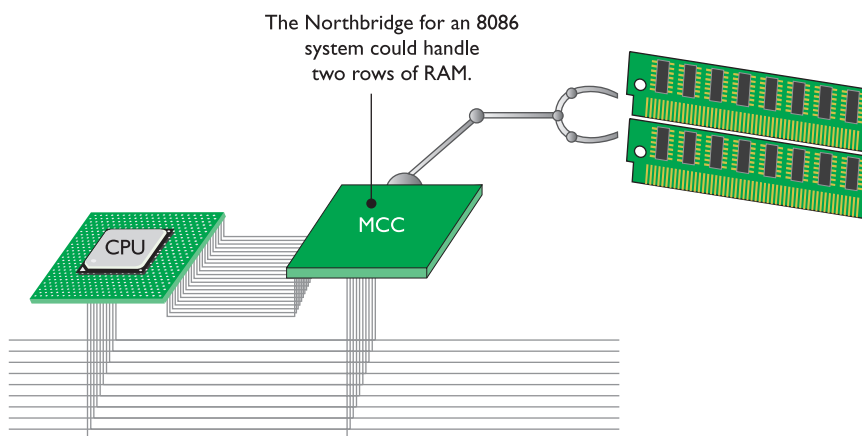 The Northbridge for an 8086
system could handle
two rows of RAM.
MCC
CPU